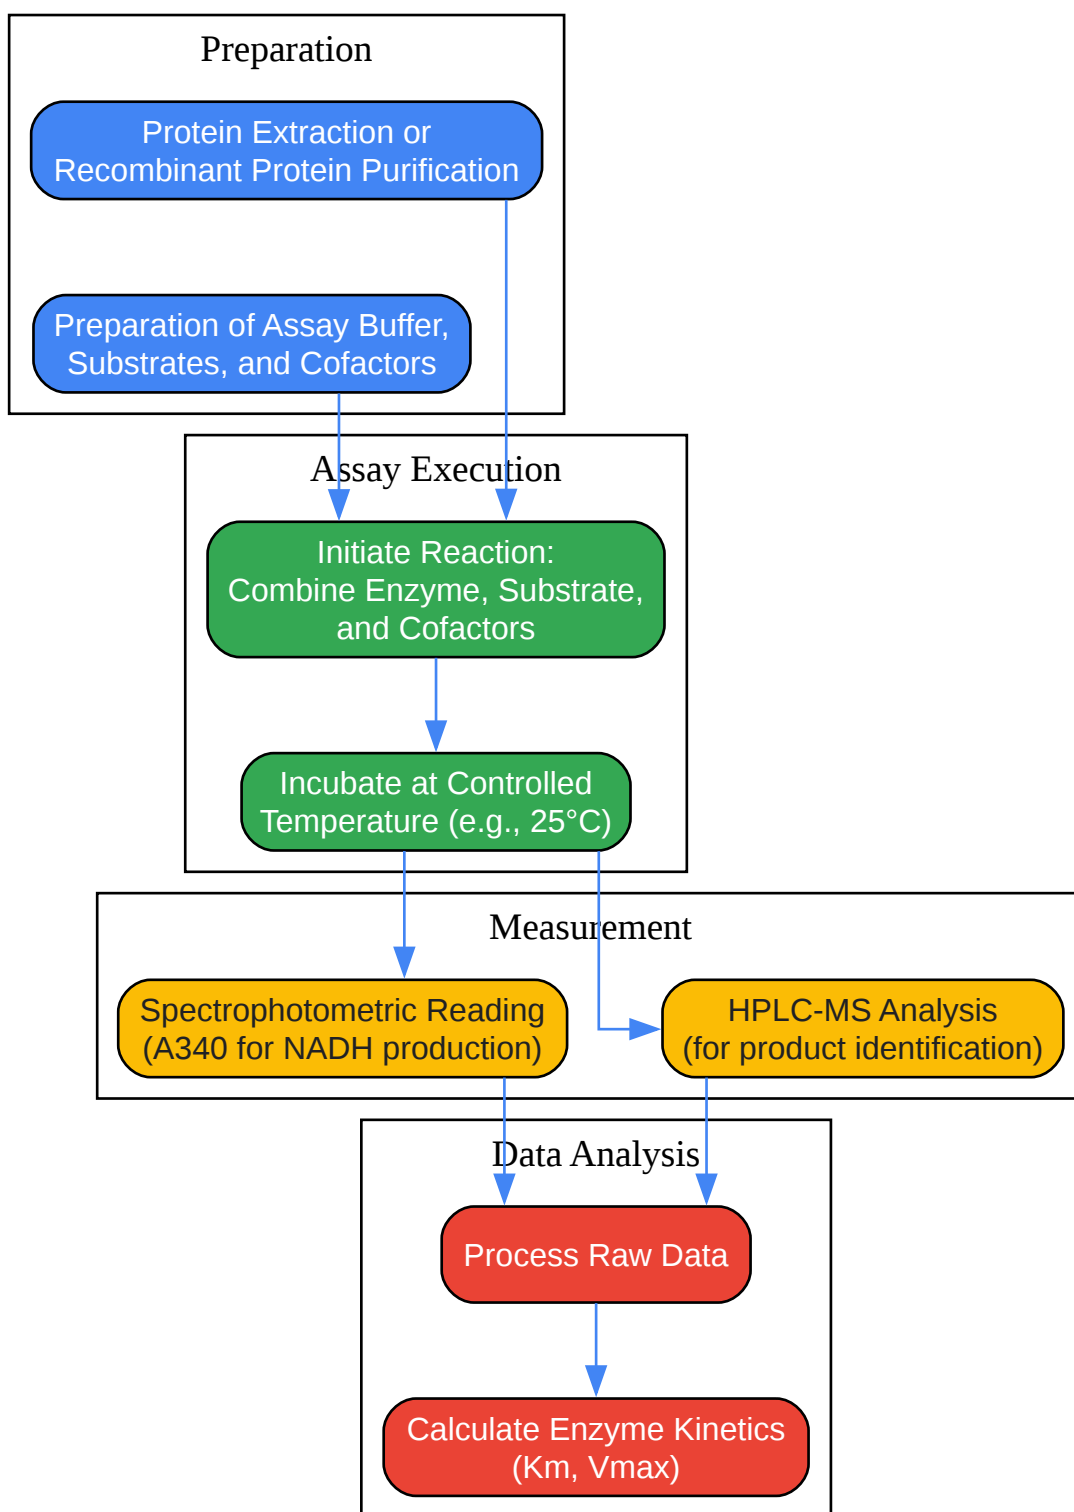 Preparation
Protein Extraction or
Recombinant Protein Purification
Preparation of Assay Buffer,
Substrates, and Cofactors
Assay Execution
Initiate Reaction:
Combine Enzyme, Substrate,
and Cofactors
Incubate at Controlled
Temperature (e.g., 25°C)
Measurement
Spectrophotometric Reading
(A340 for NADH production)
HPLC-MS Analysis
(for product identification)
Data Analysis
Process Raw Data
Calculate Enzyme Kinetics
(Km, Vmax)